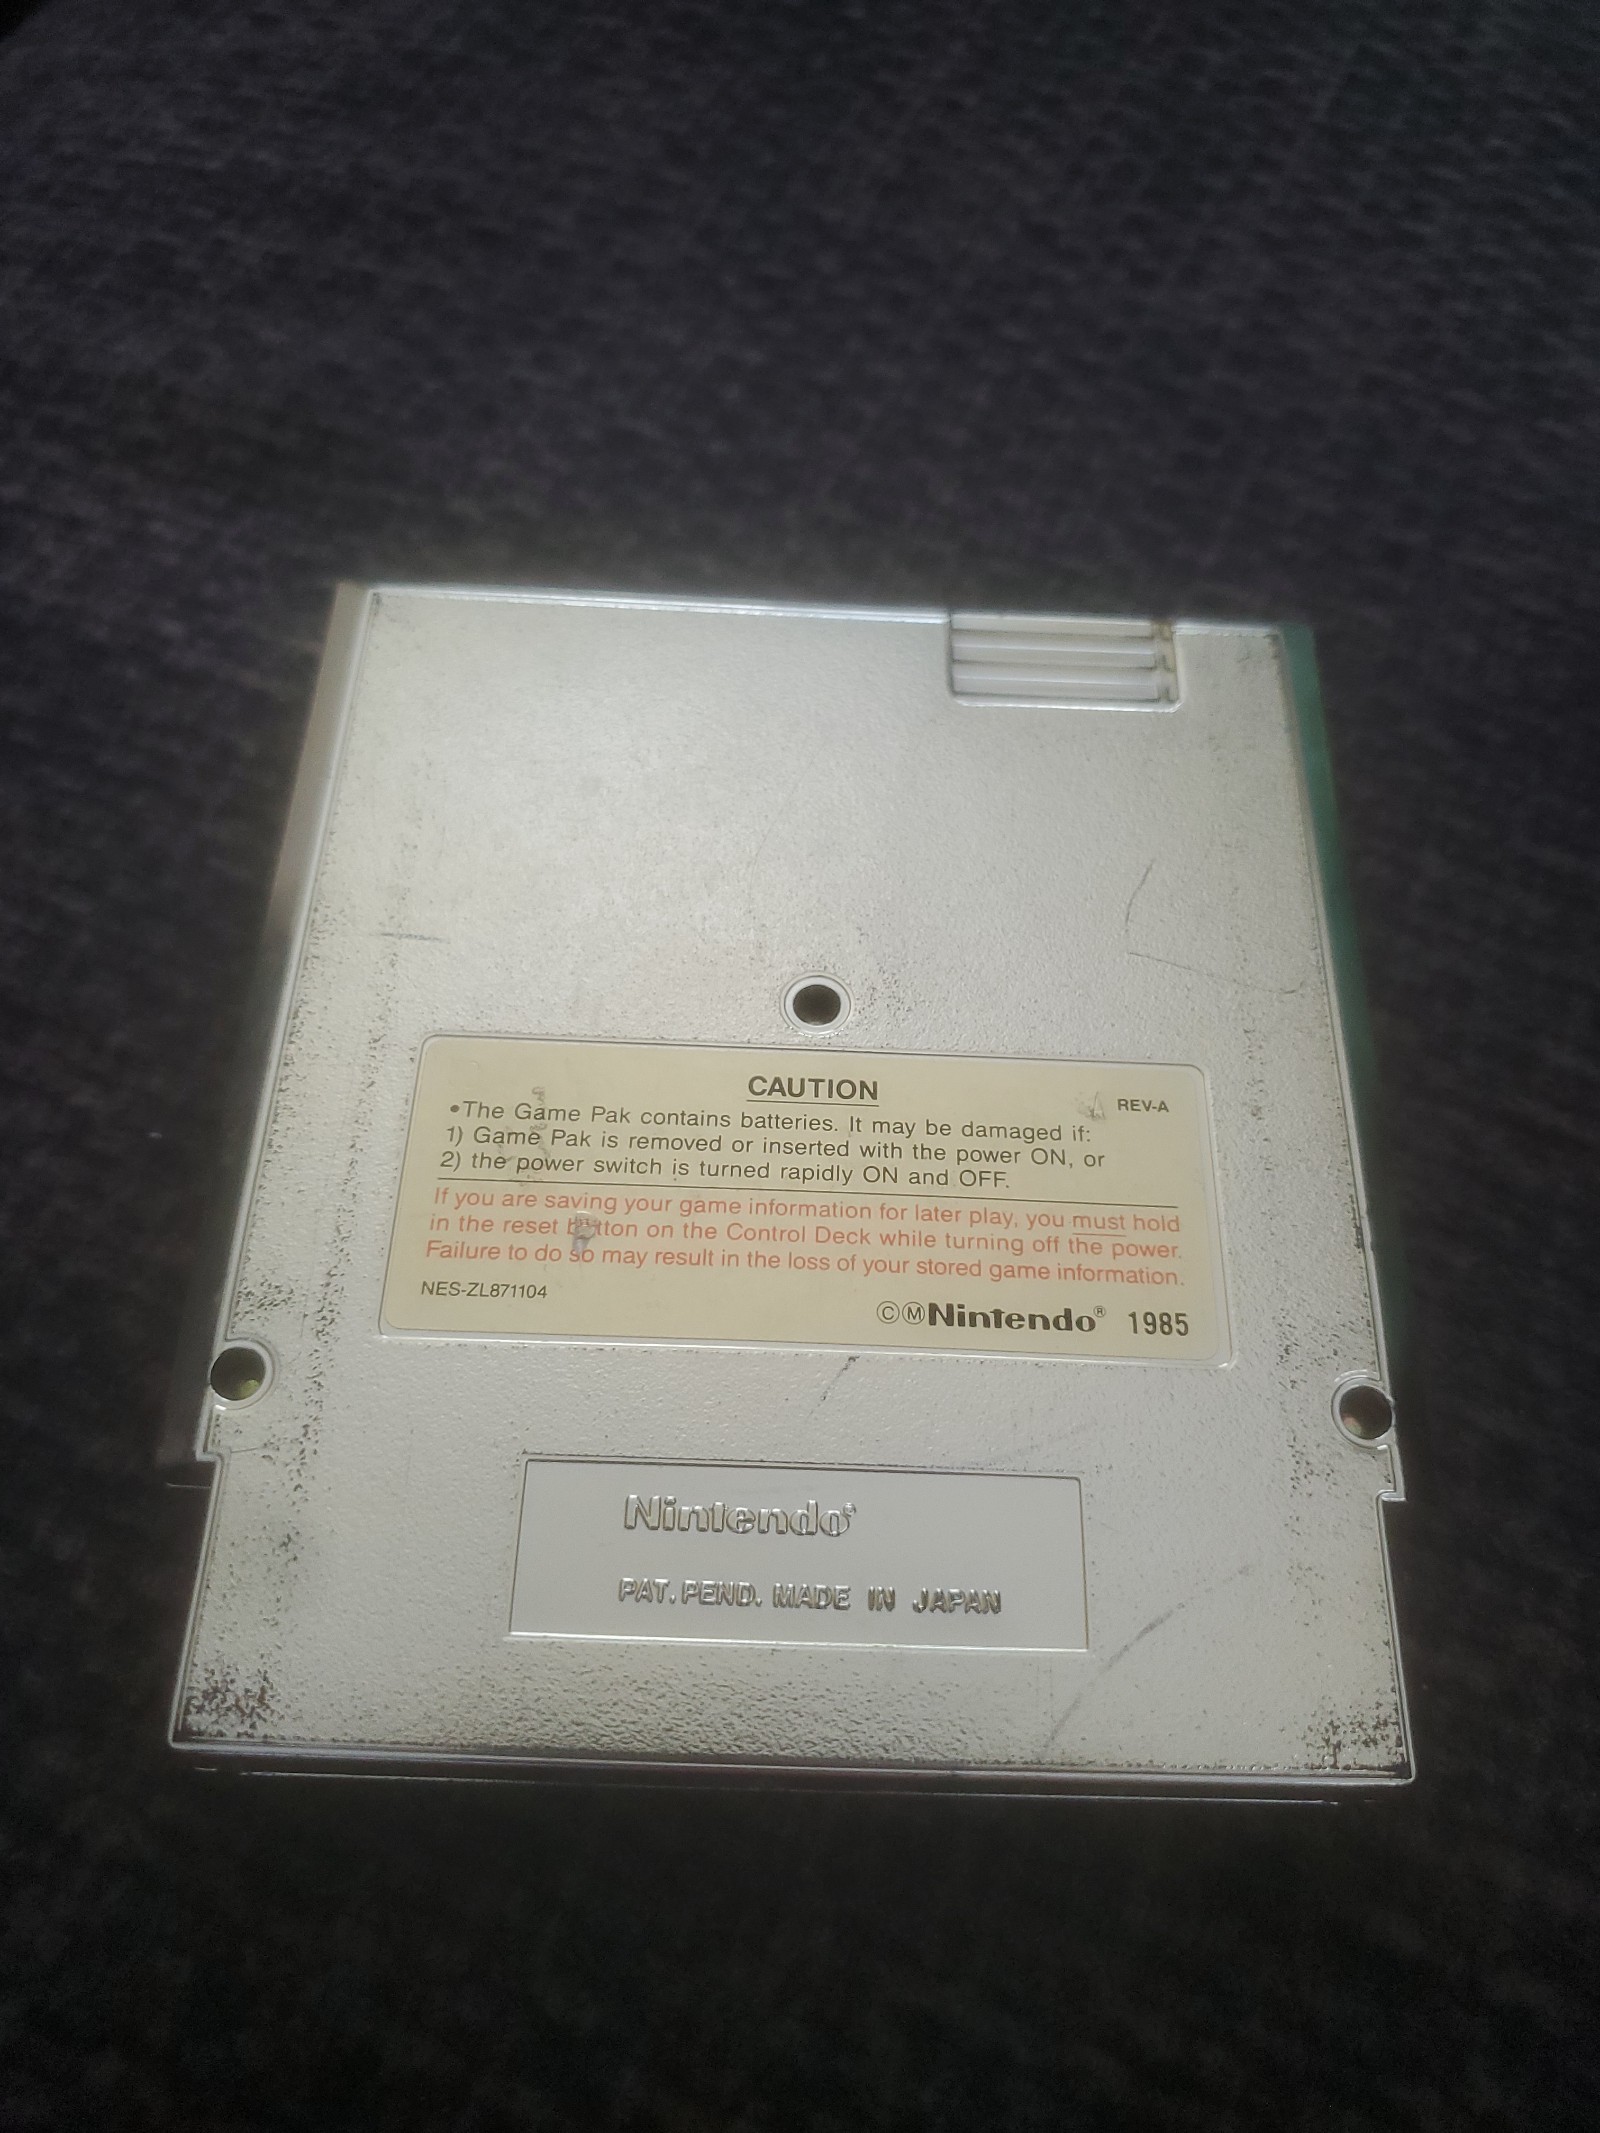 CAUTION
REV-A
•The Game Pak contains batteries. It may be damaged if:
1) Game Pak is removed or inserted with the power ON, or
2) the power switch is turned rapidly ON and OFF.
If you are saving your game information for later play, you must hold
in the reset button on the Control Deck while turning off the power.
Failure to do so may result in the loss of your stored game information.
NES-ZL871104
ⒸⓂNintendo® 1985
Nintendo®
PAT. PEND. MADE IN JAPAN